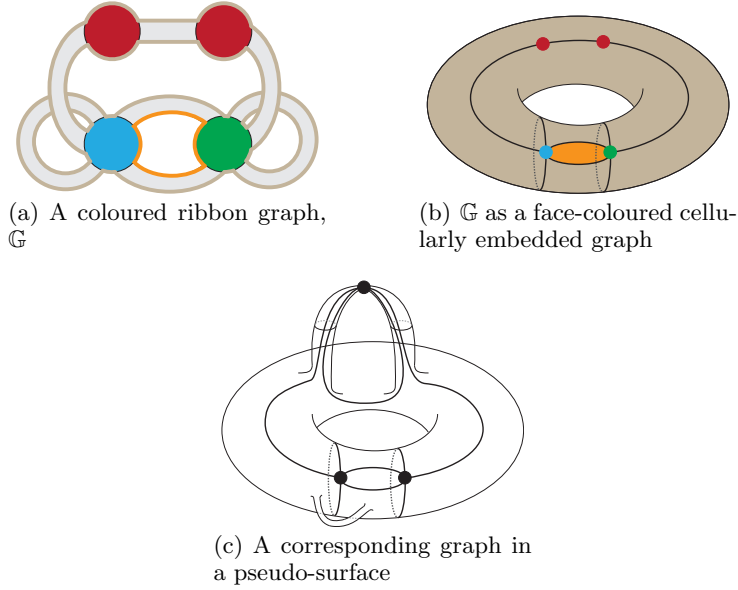 (a) A coloured ribbon graph,
𝔾
(b) 𝔾 as a face-coloured cellu-
larly embedded graph
(c) A corresponding graph in
a pseudo-surface